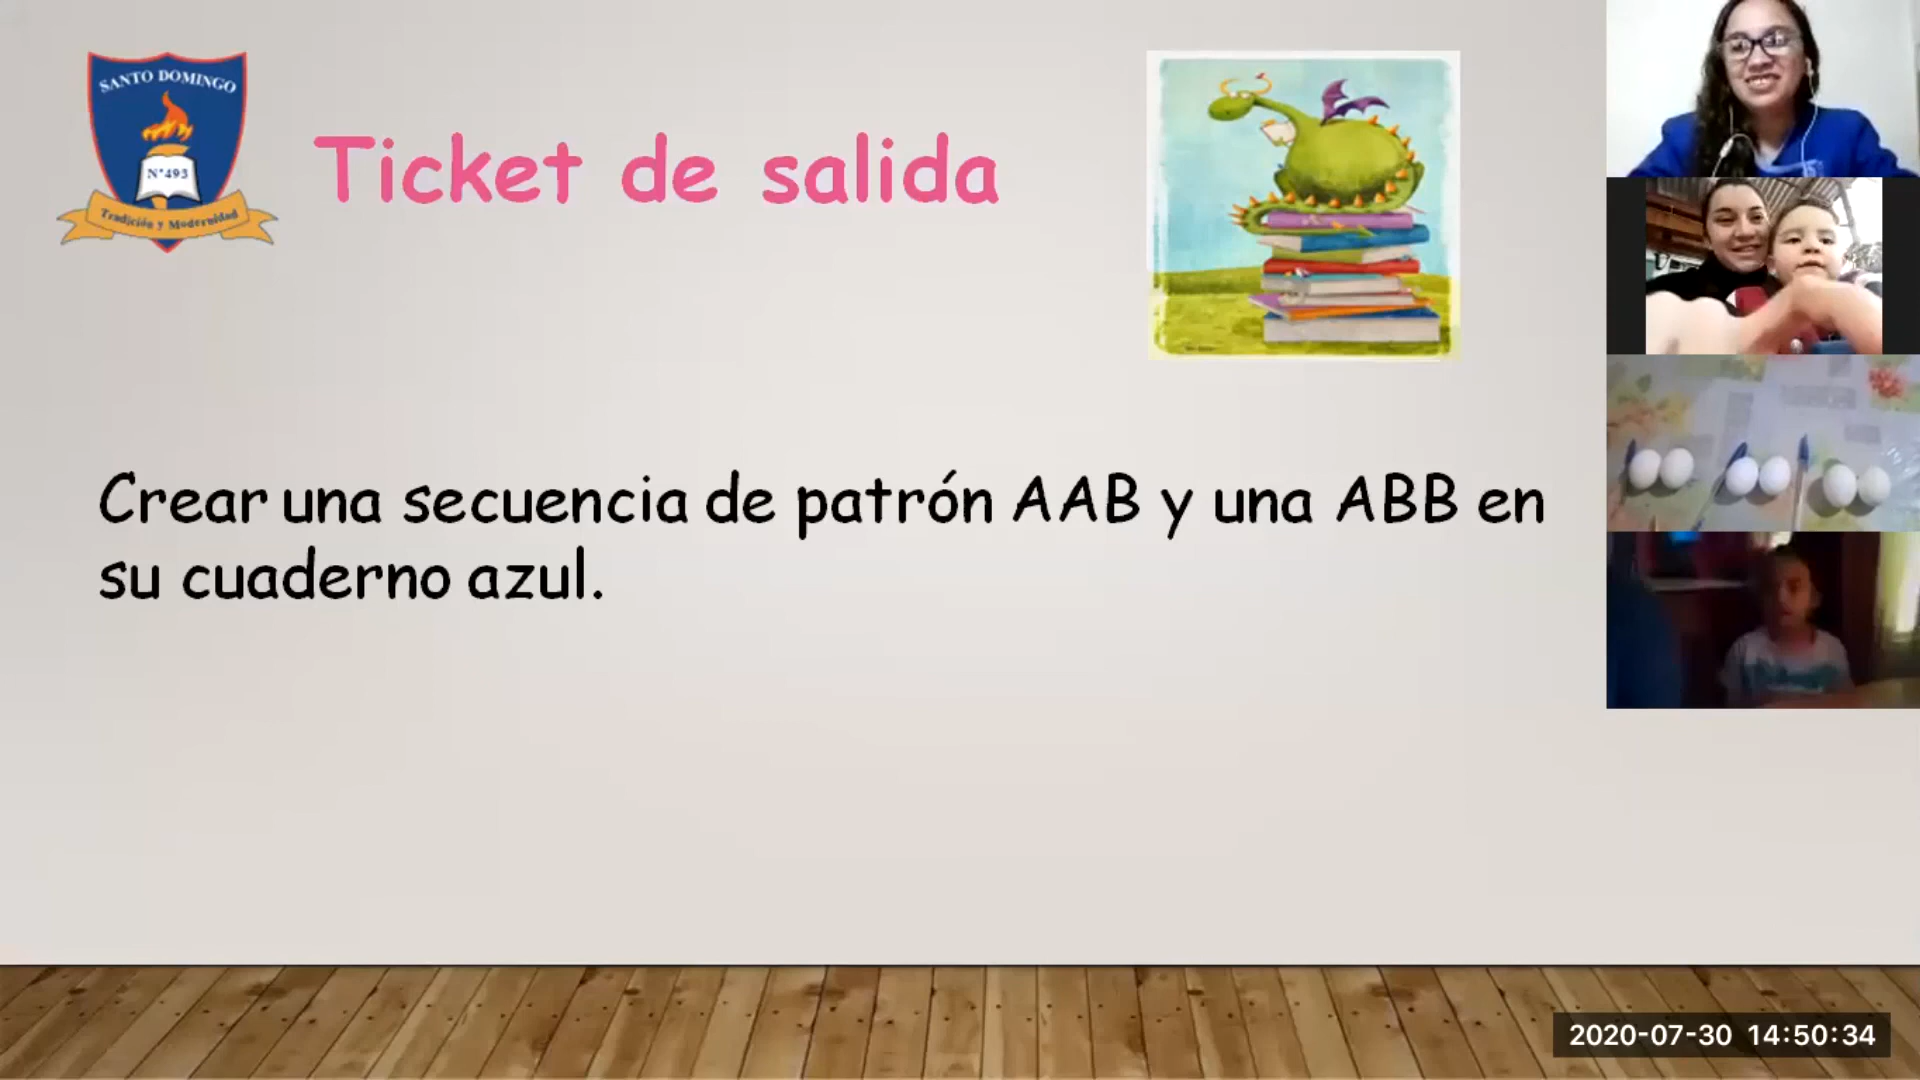 SANTO DOMINGO
N°493
Tradición y Modernidad
Ticket de salida
Crear una secuencia de patrón AAB y una ABB en
su cuaderno azul.
2020-07-30 14:50:34